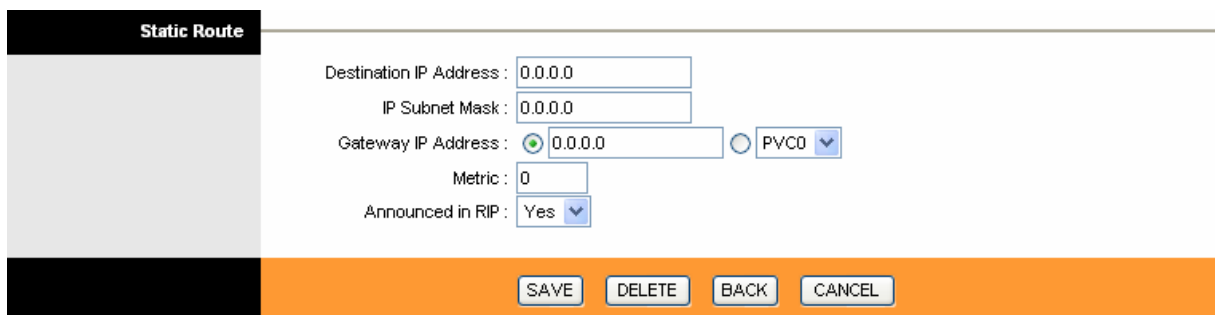 Static Route
Destination IP Address : 0.0.0.0
IP Subnet Mask : 0.0.0.0
Gateway IP Address : 0.0.0.0 PVC0
Metric : 0
Announced in RIP : Yes
SAVE DELETE BACK CANCEL